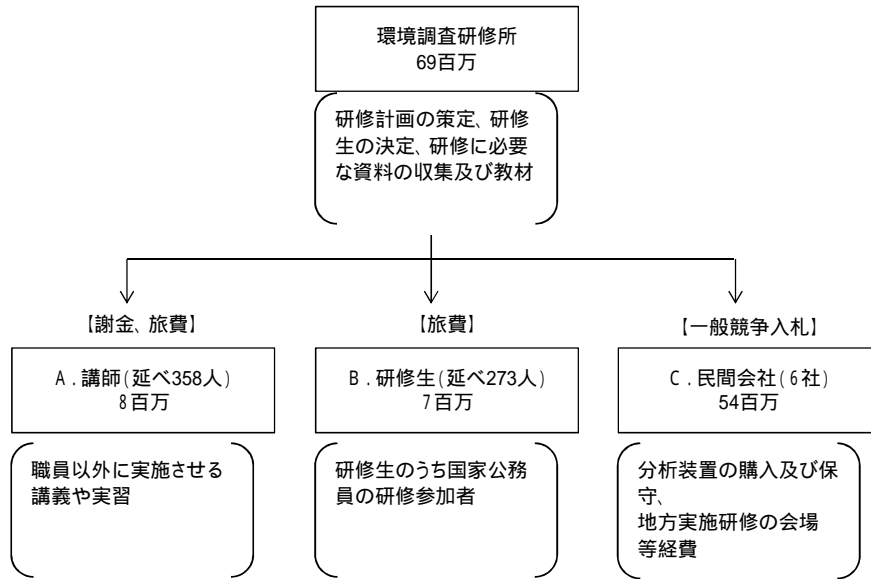 環境調査研修所
69百万
研修計画の策定、研修
生の決定、研修に必要
な資料の収集及び教材
【謝金、旅費】
【旅費】
【一般競争入札】
A．講師(延べ358人)
8百万
B．研修生(延べ273人)
7百万
C．民間会社(6社)
54百万
職員以外に実施させる
講義や実習
研修生のうち国家公務
員の研修参加者
分析装置の購入及び保
守、
地方実施研修の会場
等経費